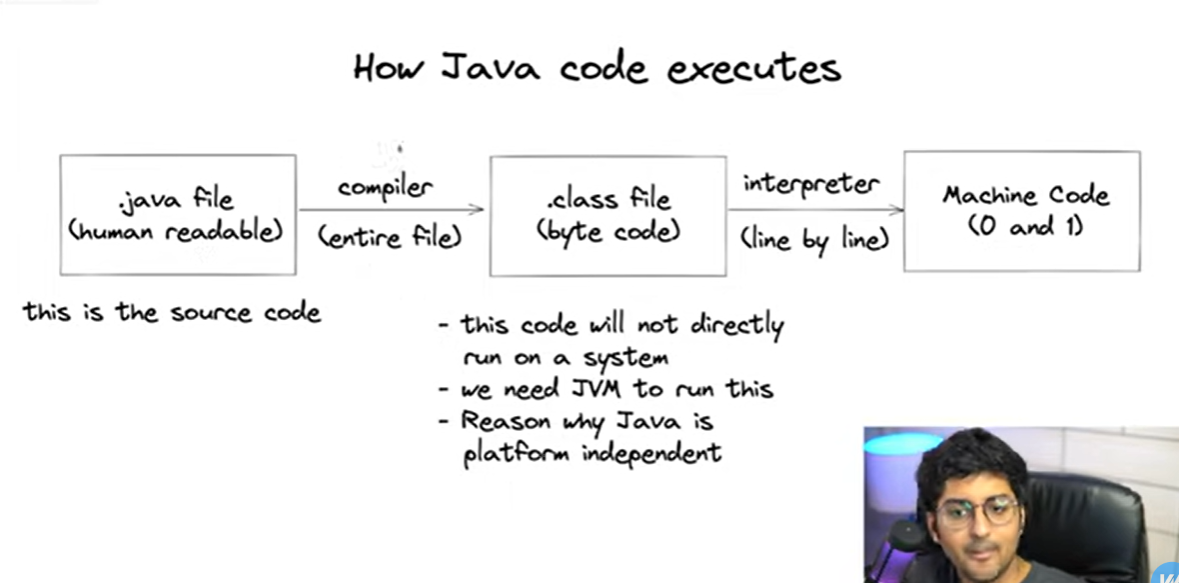 How Java code executes
.java file
(human readable)
compiler
(entire file)
.class file
(byte code)
interpreter
(line by line)
Machine Code
(0 and 1)
this is the source code
- this code will not directly
run on a system
- we need JVM to run this
- Reason why Java is
platform independent